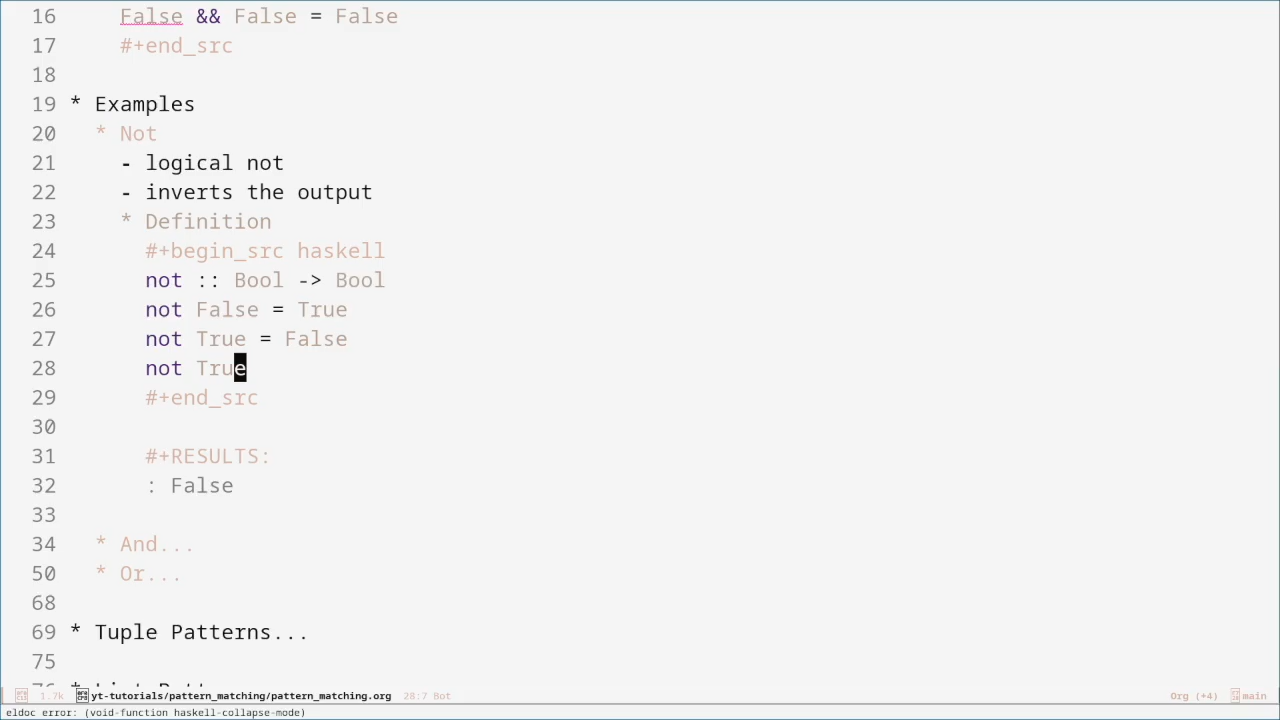 16 False && False = False
17 #+end_src
18
19 * Examples
20 * Not
21 - logical not
22 - inverts the output
23 * Definition
24 #+begin_src haskell
25 not :: Bool -> Bool
26 not False = True
27 not True = False
28 not True
29 #+end_src
30
31 #+RESULTS:
32 : False
33
34 * And...
50 * Or...
68
69 * Tuple Patterns...
75
1.7k yt-tutorials/pattern_matching/pattern_matching.org 28:7 Bot Org (+4) main
eldoc error: (void-function haskell-collapse-mode)